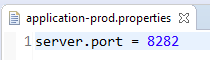 application-prod.properties
1 server.port = 8282